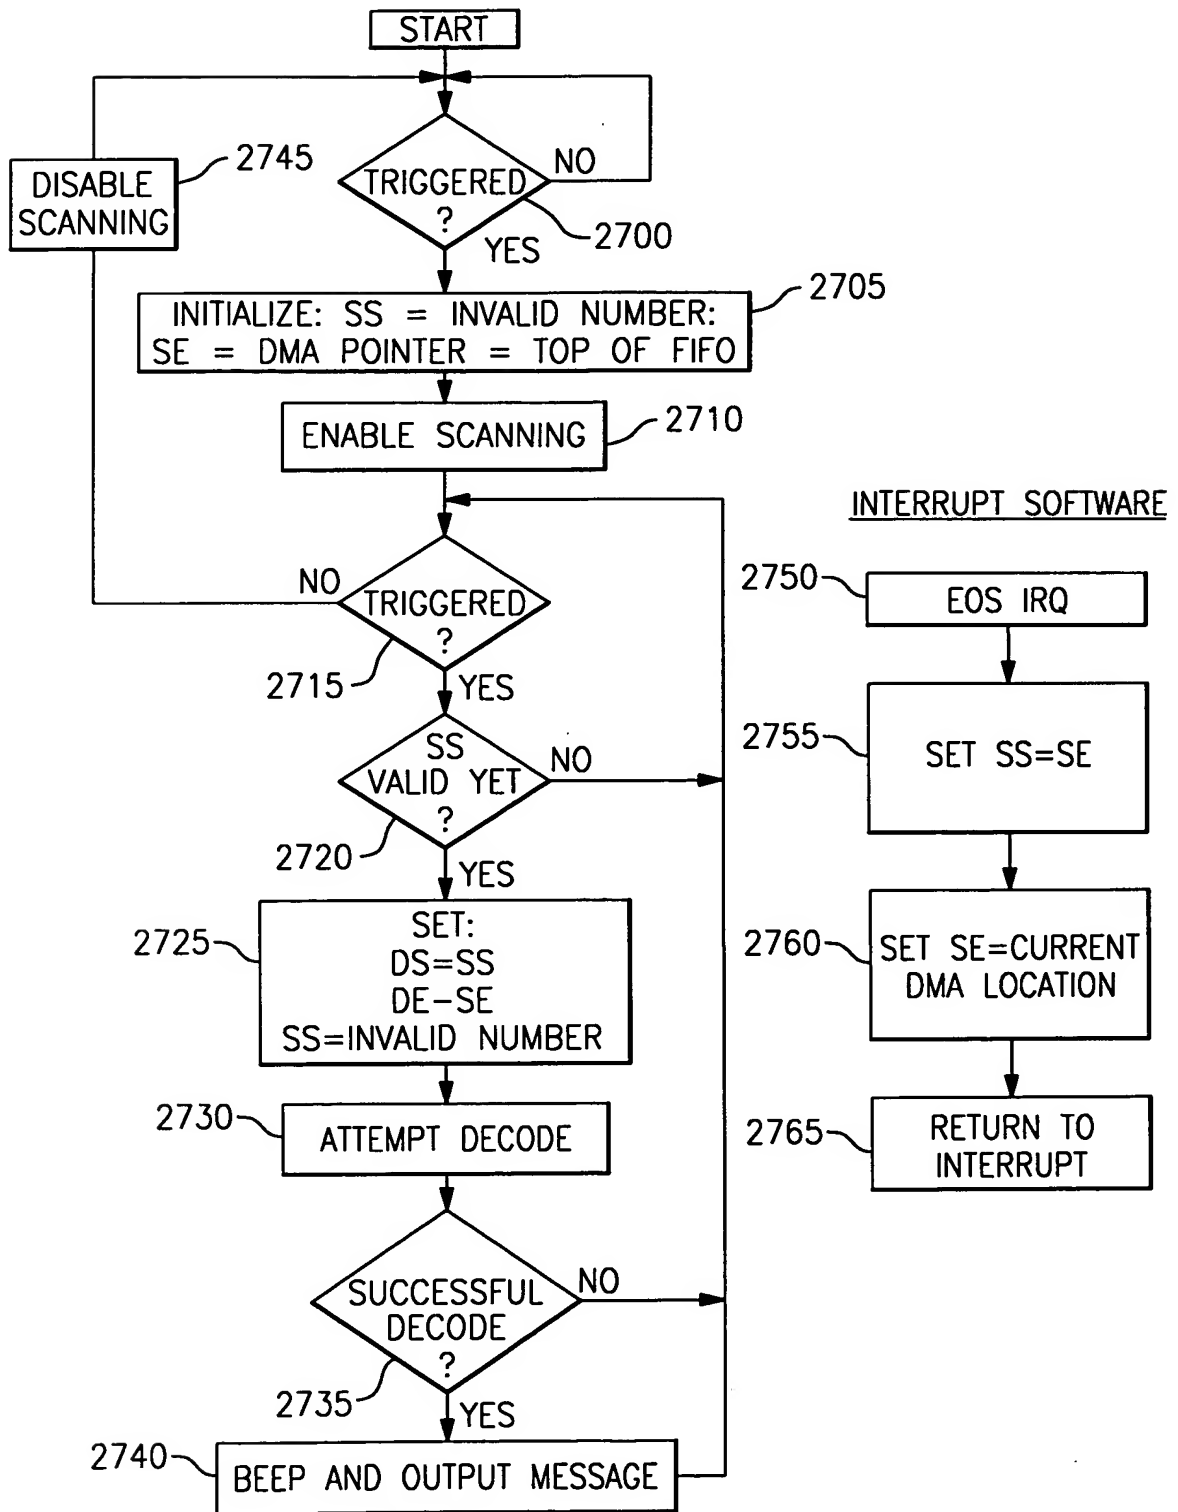 START
2745
DISABLE
SCANNING
TRIGGERED
?
NO
2700
YES
2705
INITIALIZE: SS = INVALID NUMBER:
SE = DMA POINTER = TOP OF FIFO
2710
ENABLE SCANNING
NO
TRIGGERED
?
2715
YES
SS
VALID YET
?
NO
2720
YES
2725
SET:
DS=SS
DE-SE
SS=INVALID NUMBER
2730
ATTEMPT DECODE
SUCCESSFUL
DECODE
?
NO
2735
YES
2740
BEEP AND OUTPUT MESSAGE
INTERRUPT SOFTWARE
2750
EOS IRQ
2755
SET SS=SE
2760
SET SE=CURRENT
DMA LOCATION
2765
RETURN TO
INTERRUPT